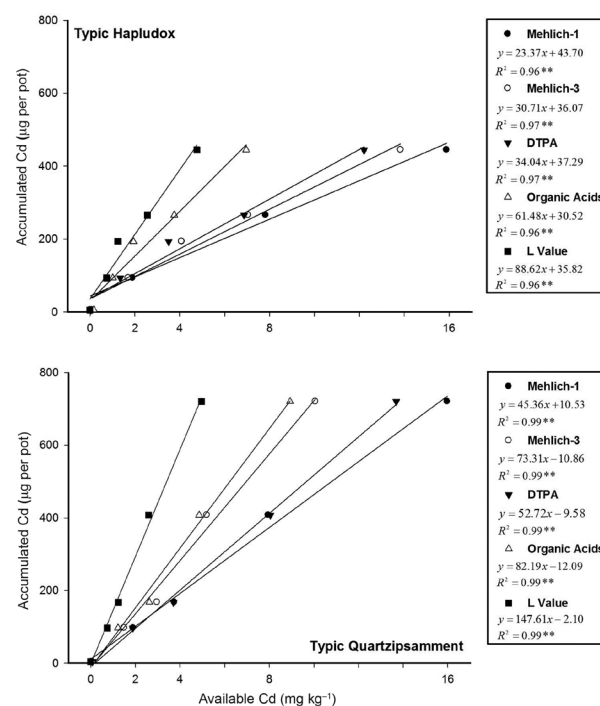 Typic Hapludox
Accumulated Cd (µg per pot)
800
600
400
200
0
0 2 4 8 16
● Mehlich-1
y = 23.37x + 43.70
R² = 0.96**
○ Mehlich-3
y = 30.71x + 36.07
R² = 0.97**
▼ DTPA
y = 34.04x + 37.29
R² = 0.97**
△ Organic Acids
y = 61.48x + 30.52
R² = 0.96**
■ L Value
y = 88.62x + 35.82
R² = 0.96**
Accumulated Cd (µg per pot)
800
600
400
200
0
Typic Quartzipsamment
0 2 4 8 16
Available Cd (mg kg⁻¹)
● Mehlich-1
y = 45.36x + 10.53
R² = 0.99**
○ Mehlich-3
y = 73.31x − 10.86
R² = 0.99**
▼ DTPA
y = 52.72x − 9.58
R² = 0.99**
△ Organic Acids
y = 82.19x − 12.09
R² = 0.99**
■ L Value
y = 147.61x − 2.10
R² = 0.99**